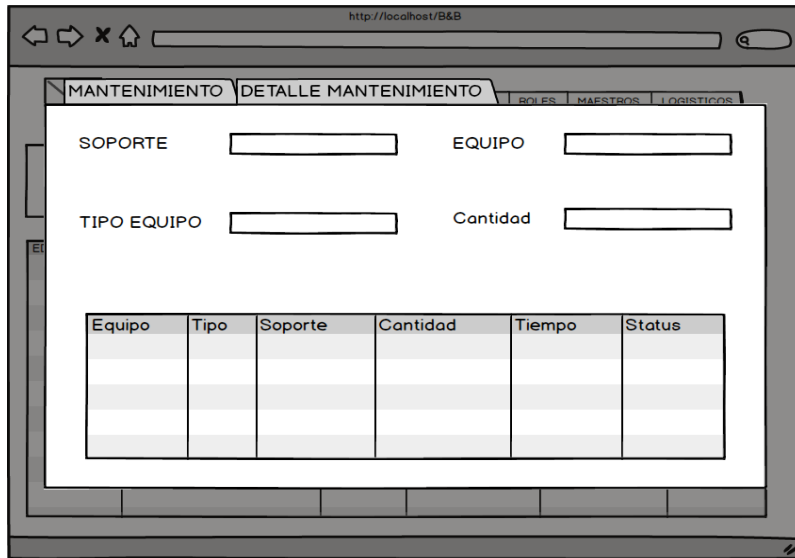 http://localhost/B&B
MANTENIMIENTO DETALLE MANTENIMIENTO ROLES MAESTROS LOGISTICOS
SOPORTE EQUIPO
TIPO EQUIPO Cantidad
Equipo Tipo Soporte Cantidad Tiempo Status